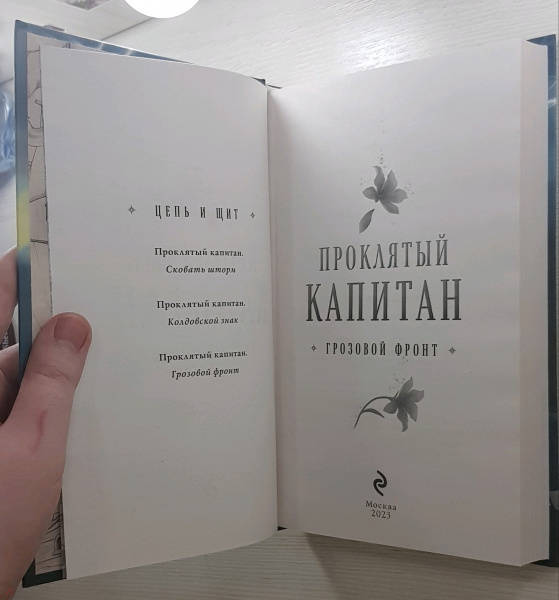 ЦЕПЬ И ЩИТ
Проклятый капитан.
Сковать шторм
Проклятый капитан.
Колдовской знак
Проклятый капитан.
Грозовой фронт
ПРОКЛЯТЫЙ
КАПИТАН
ГРОЗОВОЙ ФРОНТ
Москва
2023